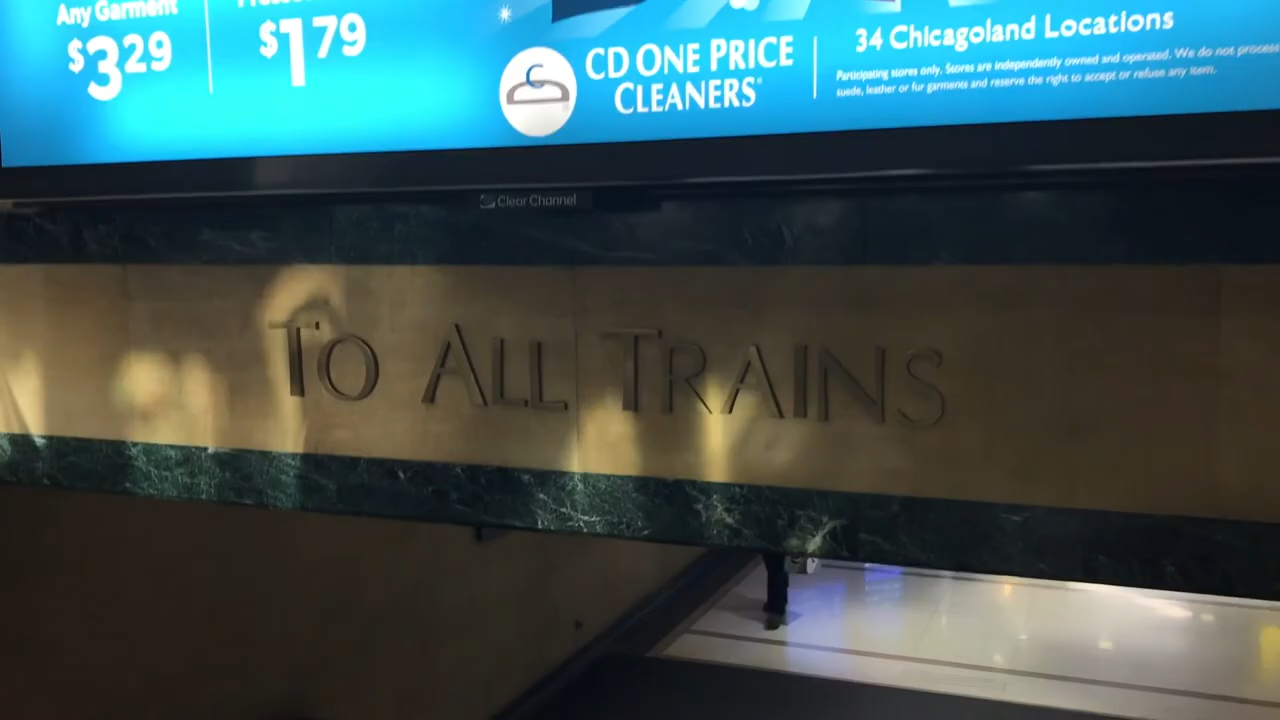 Any Garment
$329
$179
CD ONE PRICE
CLEANERS®
34 Chicagoland Locations
Participating stores only. Stores are independently owned and operated. We do not process
suede, leather or fur garments and reserve the right to accept or refuse any item.
Clear Channel
TO ALL TRAINS